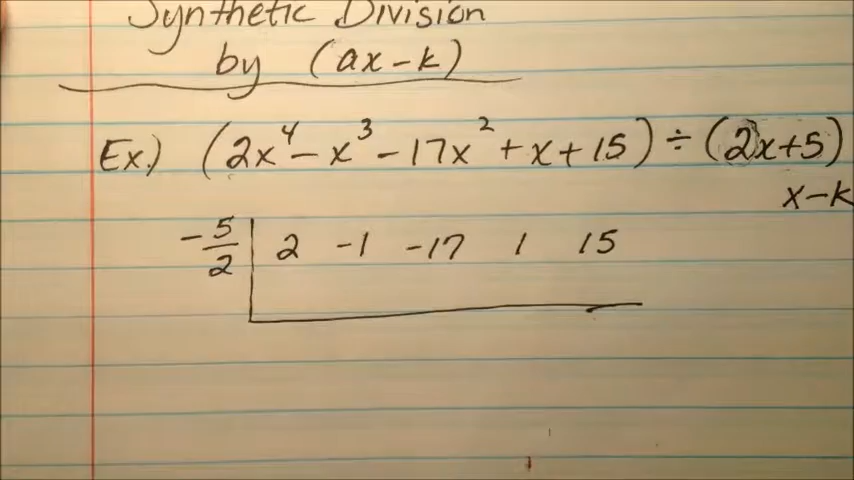 Synthetic Division
by (ax-k)
Ex.) (2x⁴ - x³ - 17x² + x + 15) ÷ (2x+5)
x-k
-5/2 | 2 -1 -17 1 15